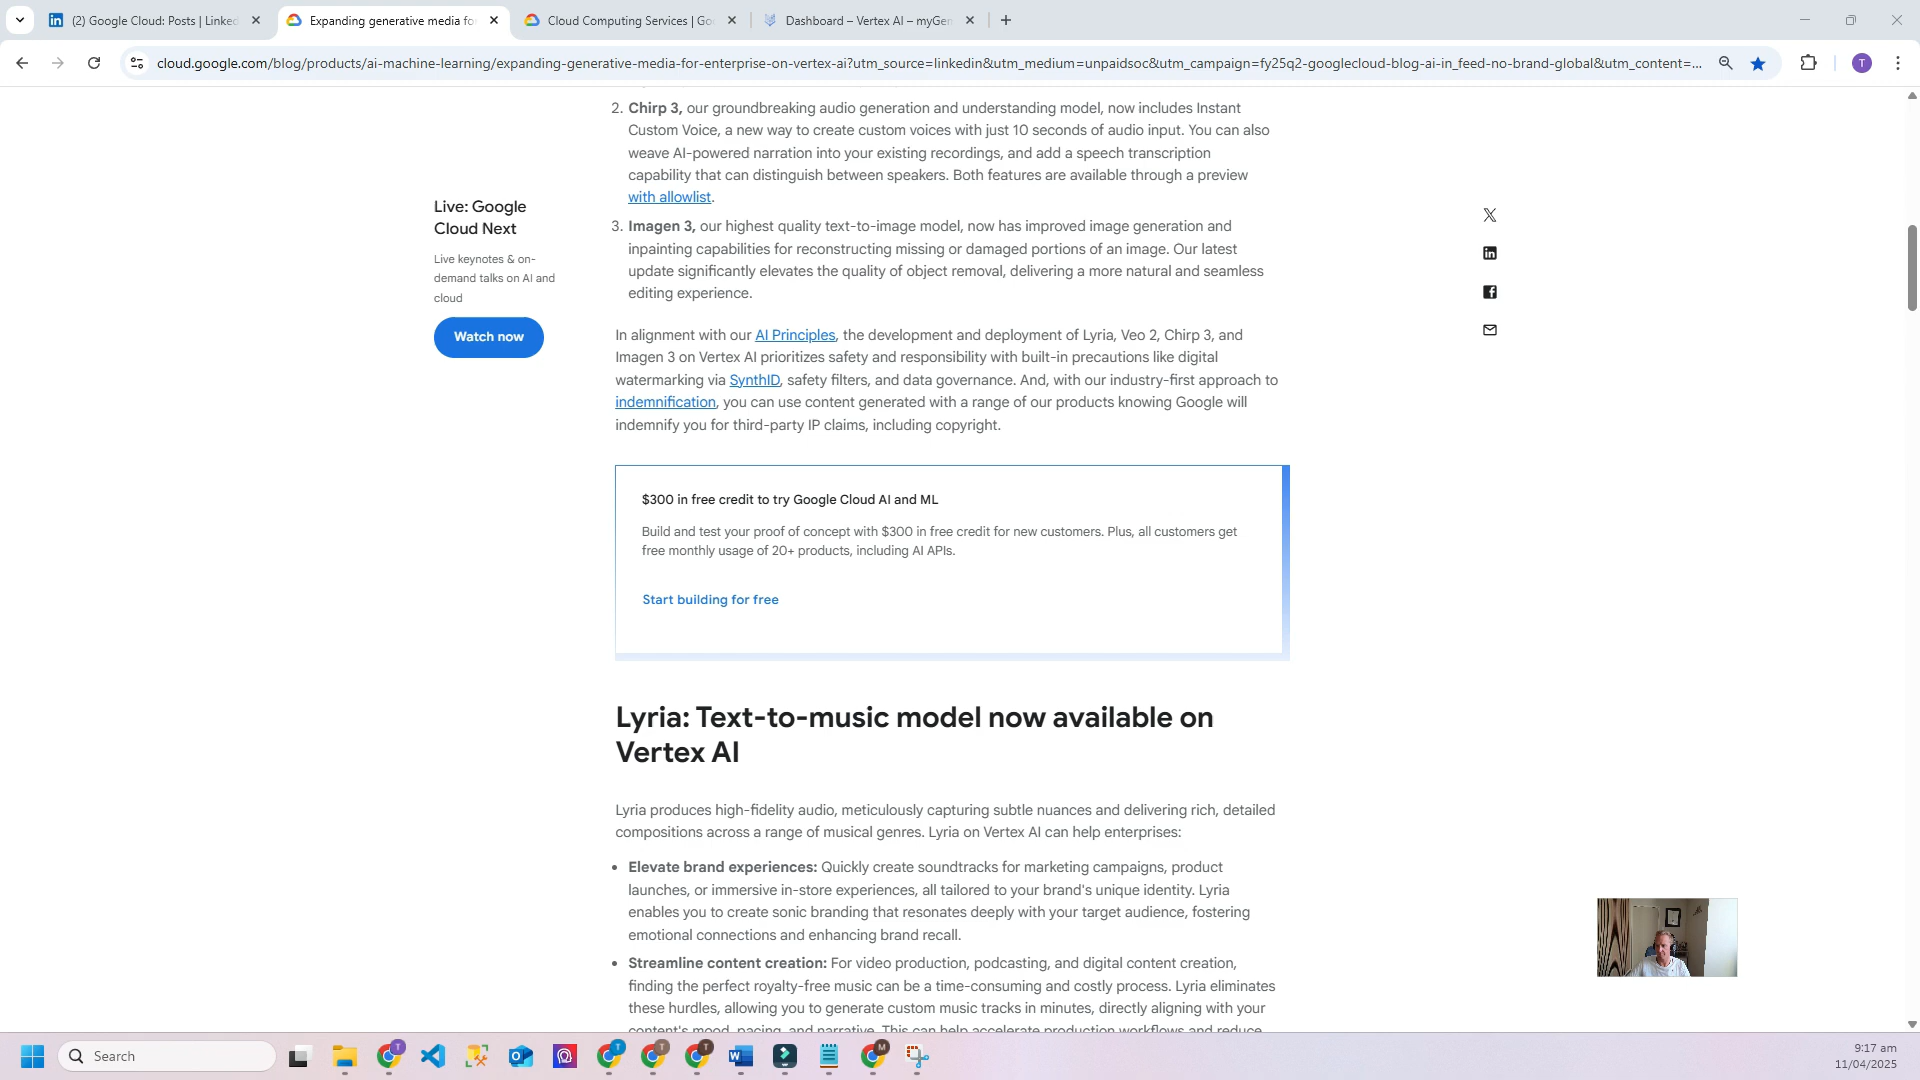 (2) Google Cloud: Posts | Linked
Expanding generative media fo
Cloud Computing Services | Go
Dashboard – Vertex AI – myGen
cloud.google.com/blog/products/ai-machine-learning/expanding-generative-media-for-enterprise-on-vertex-ai?utm_source=linkedin&utm_medium=unpaidsoc&utm_campaign=fy25q2-googlecloud-blog-ai-in_feed-no-brand-global&utm_content=...
T
2. Chirp 3, our groundbreaking audio generation and understanding model, now includes Instant
Custom Voice, a new way to create custom voices with just 10 seconds of audio input. You can also
weave AI-powered narration into your existing recordings, and add a speech transcription
capability that can distinguish between speakers. Both features are available through a preview
with allowlist.
Live: Google
Cloud Next
Live keynotes & on-
demand talks on AI and
cloud
Watch now
3. Imagen 3, our highest quality text-to-image model, now has improved image generation and
inpainting capabilities for reconstructing missing or damaged portions of an image. Our latest
update significantly elevates the quality of object removal, delivering a more natural and seamless
editing experience.
In alignment with our AI Principles, the development and deployment of Lyria, Veo 2, Chirp 3, and
Imagen 3 on Vertex AI prioritizes safety and responsibility with built-in precautions like digital
watermarking via SynthID, safety filters, and data governance. And, with our industry-first approach to
indemnification, you can use content generated with a range of our products knowing Google will
indemnify you for third-party IP claims, including copyright.
$300 in free credit to try Google Cloud AI and ML
Build and test your proof of concept with $300 in free credit for new customers. Plus, all customers get
free monthly usage of 20+ products, including AI APIs.
Start building for free
Lyria: Text-to-music model now available on
Vertex AI
Lyria produces high-fidelity audio, meticulously capturing subtle nuances and delivering rich, detailed
compositions across a range of musical genres. Lyria on Vertex AI can help enterprises:
• Elevate brand experiences: Quickly create soundtracks for marketing campaigns, product
launches, or immersive in-store experiences, all tailored to your brand's unique identity. Lyria
enables you to create sonic branding that resonates deeply with your target audience, fostering
emotional connections and enhancing brand recall.
• Streamline content creation: For video production, podcasting, and digital content creation,
finding the perfect royalty-free music can be a time-consuming and costly process. Lyria eliminates
these hurdles, allowing you to generate custom music tracks in minutes, directly aligning with your
content's mood, pacing, and narrative. This can help accelerate production workflows and reduce
Search
9:17 am
11/04/2025